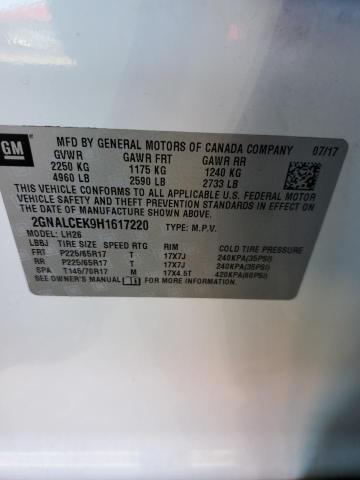 GM
MFD BY GENERAL MOTORS OF CANADA COMPANY 07/17
GVWR GAWR FRT GAWR RR
2250 KG 1175 KG 1240 KG
4960 LB 2590 LB 2733 LB
THIS VEHICLE CONFORMS TO ALL APPLICABLE U.S. FEDERAL MOTOR
VEHICLE SAFETY, BUMPER, AND THEFT PREVENTION STANDARDS IN
EFFECT ON THE DATE OF MANUFACTURE SHOWN ABOVE.
2GNALCEK9H1617220 TYPE: M.P.V.
MODEL: LH26
LBBJ TIRE SIZE SPEED RTG RIM COLD TIRE PRESSURE
FRT P225/65R17 T 17X7J 240KPA(35PSI)
RR P225/65R17 T 17X7J 240KPA(35PSI)
SPA T145/70R17 M 17X4.5T 420KPA(60PSI)
SEE OWNER'S MANUAL FOR MORE INFORMATION.